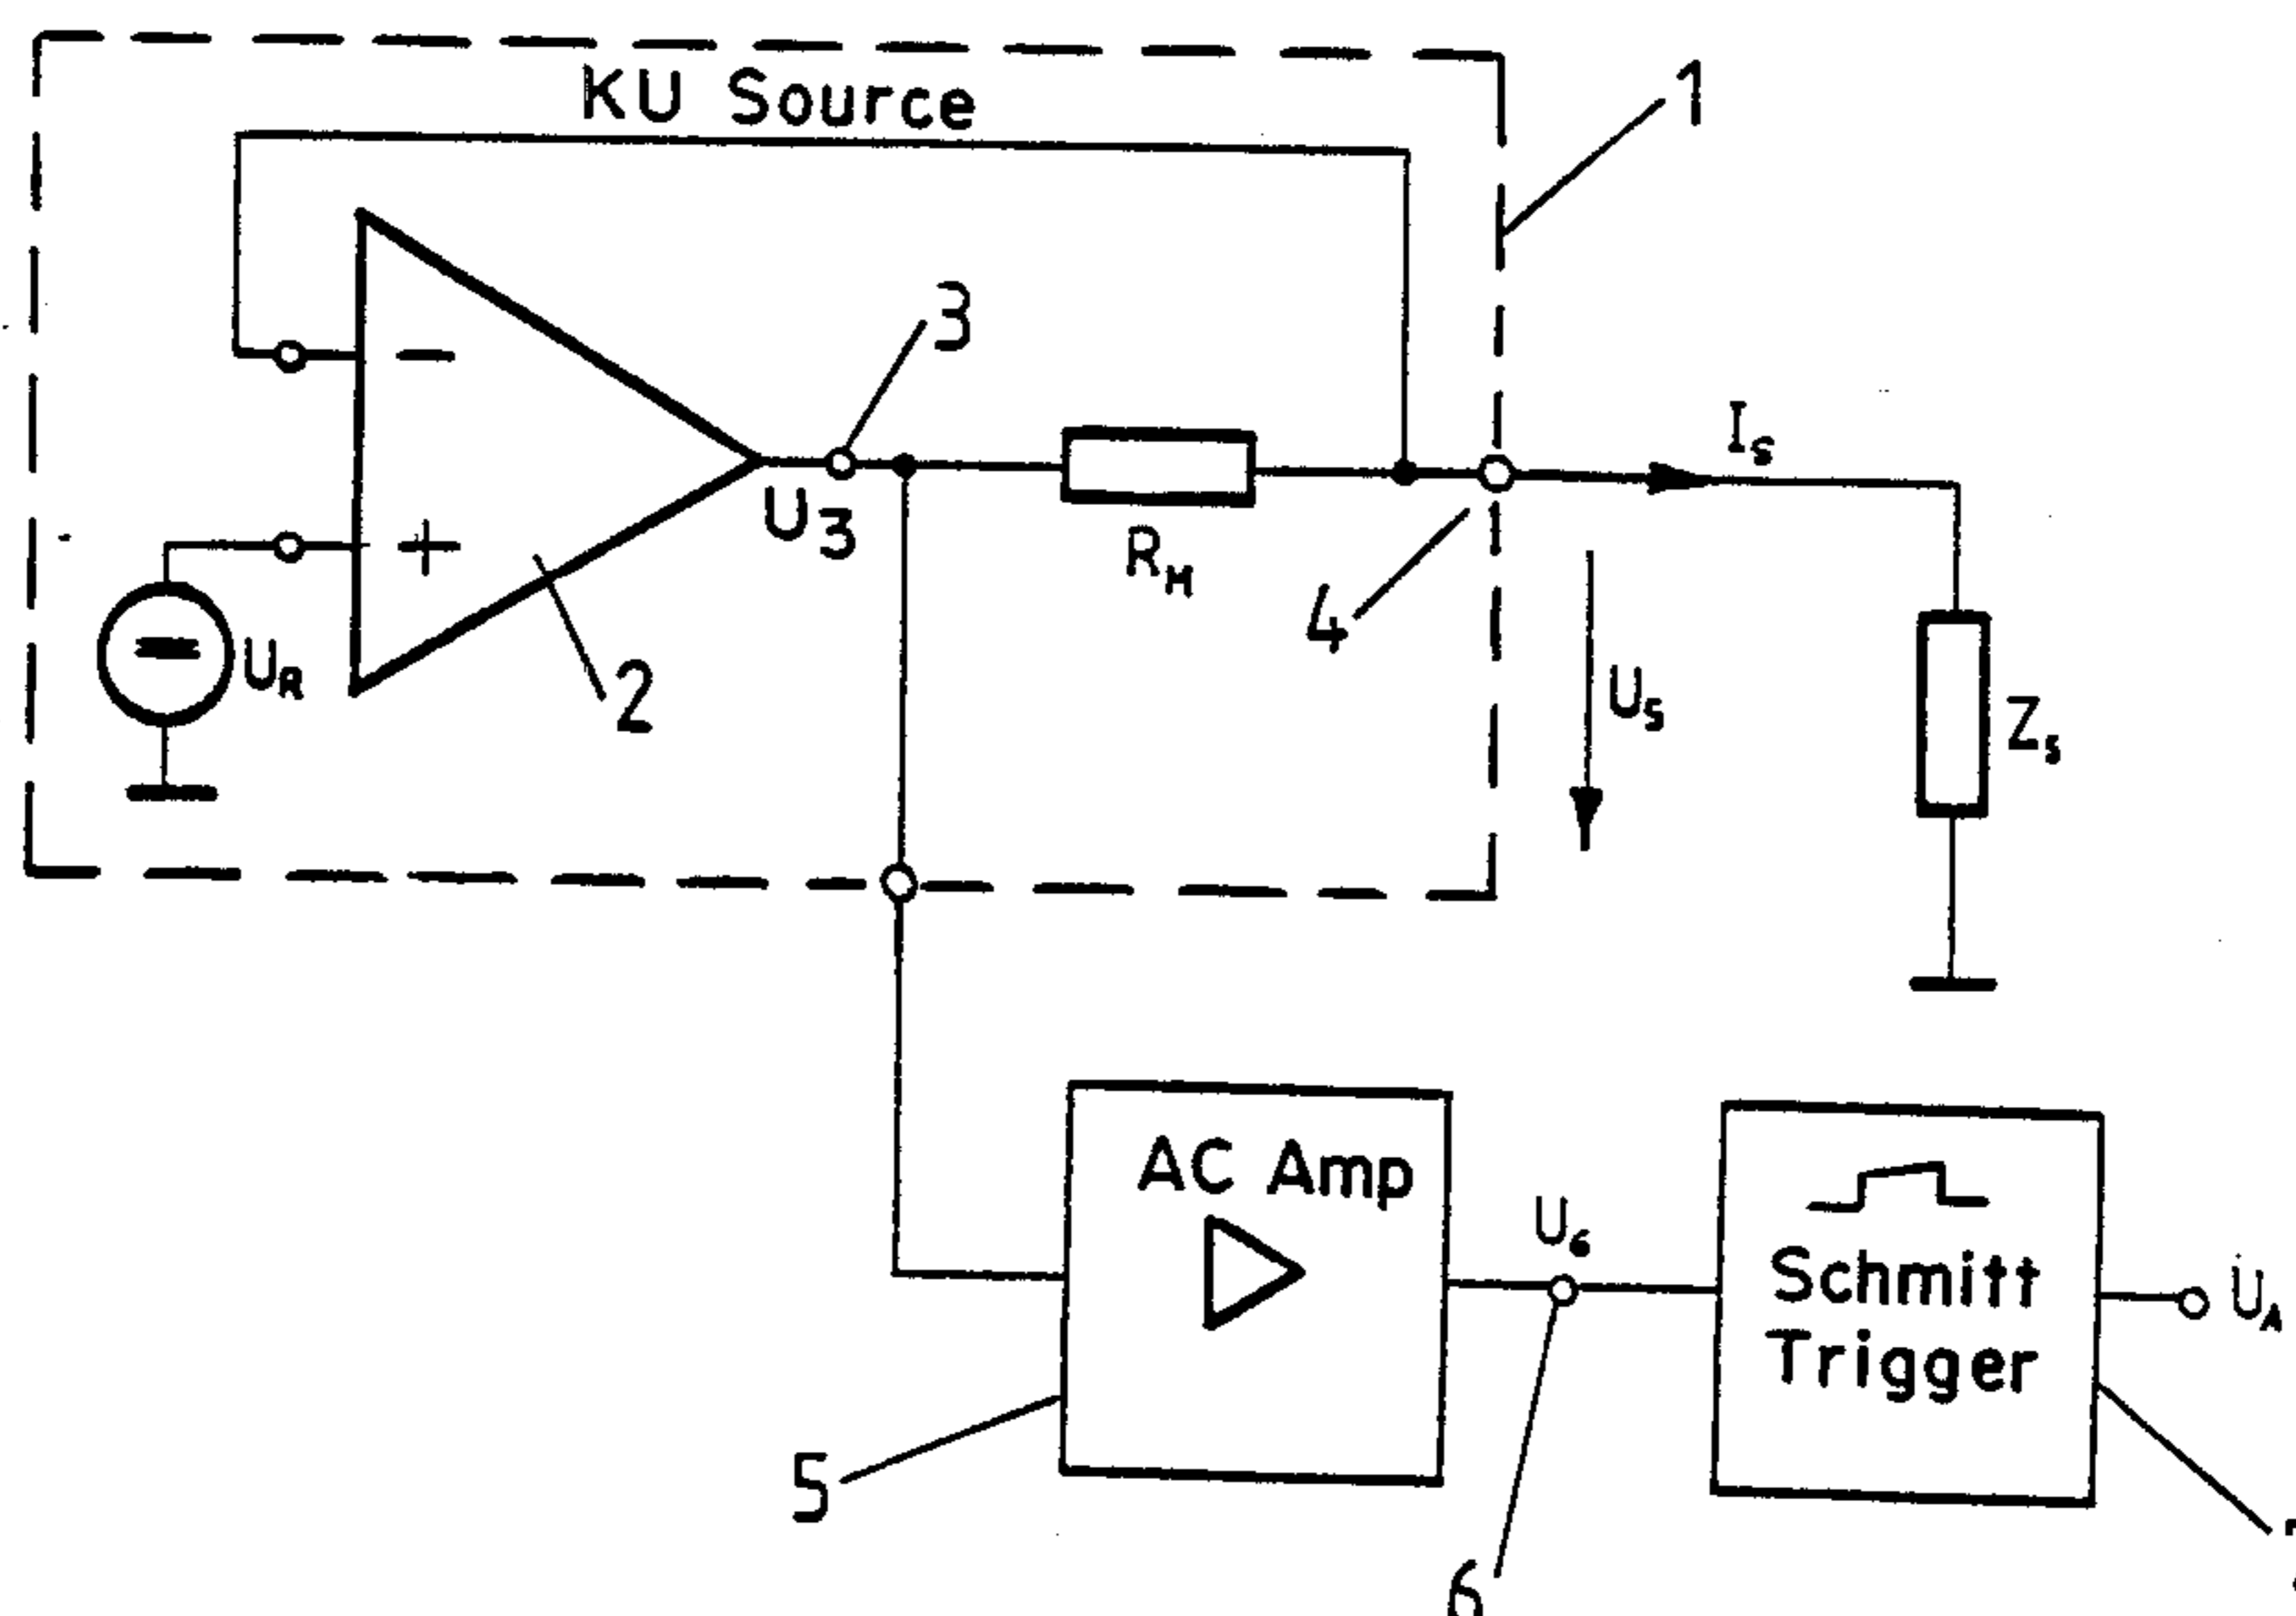 KU Source
1
3
I_S
−
U_3
R_M
+
4
U_R
2
U_S
Z_S
AC Amp
U_6
Schmitt
Trigger
U_A
5
6